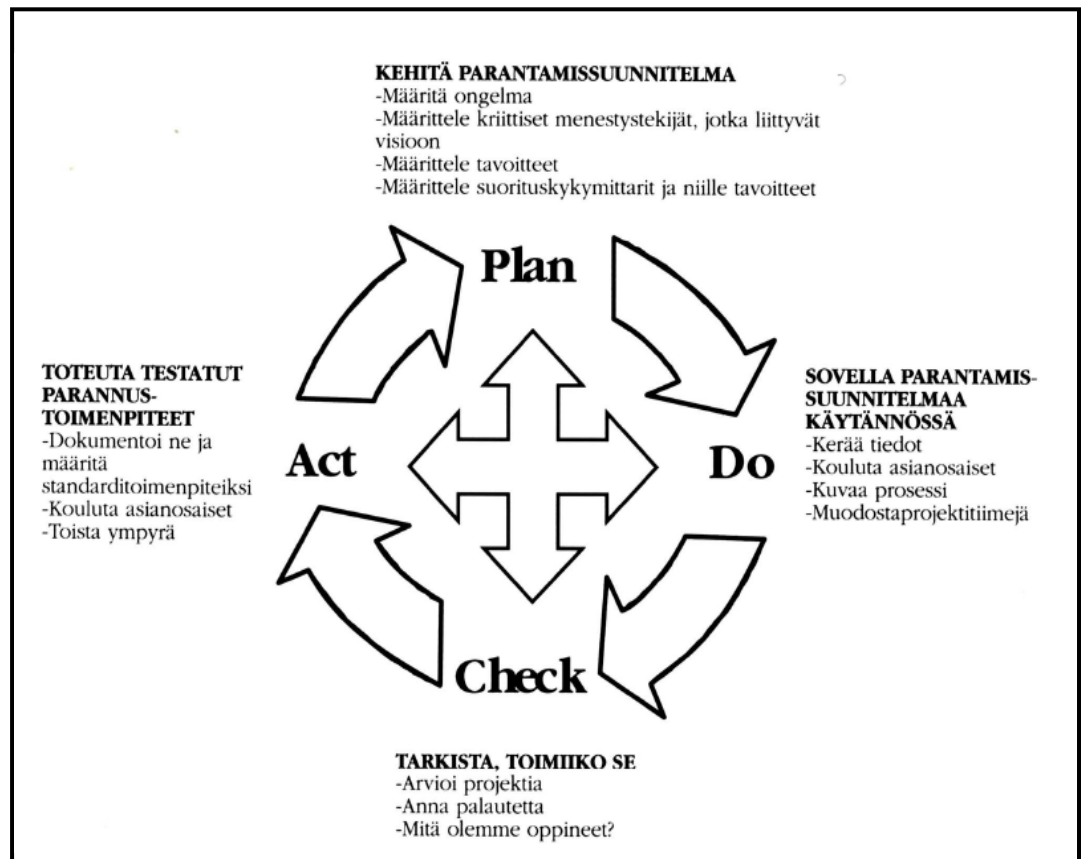 KEHITÄ PARANTAMISSUUNNITELMA
-Määritä ongelma
-Määrittele kriittiset menestystekijät, jotka liittyvät
visioon
-Määrittele tavoitteet
-Määrittele suorituskykymittarit ja niille tavoitteet
Plan
SOVELLA PARANTAMIS-
SUUNNITELMAA
KÄYTÄNNÖSSÄ
-Kerää tiedot
-Kouluta asianosaiset
-Kuvaa prosessi
-Muodostaprojektitiimejä
Do
Check
TARKISTA, TOIMIIKO SE
-Arvioi projektia
-Anna palautetta
-Mitä olemme oppineet?
Act
TOTEUTA TESTATUT
PARANNUS-
TOIMENPITEET
-Dokumentoi ne ja
määritä
standarditoimenpiteiksi
-Kouluta asianosaiset
-Toista ympyrä